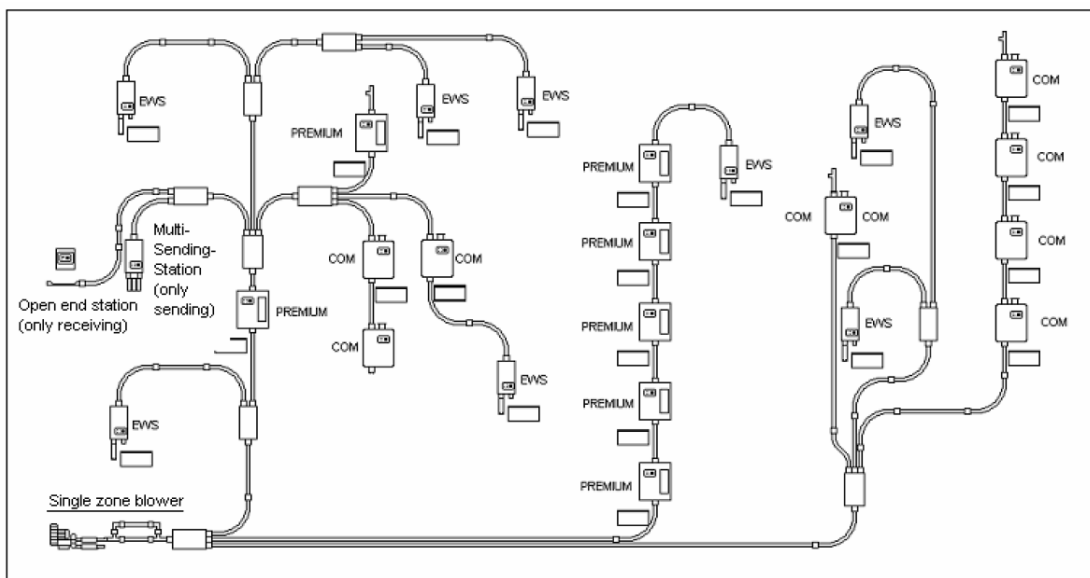 EWS
EWS
EWS
PREMIUM
Multi-
Sending-
Station
(only
sending)
Open end station
(only receiving)
COM
COM
PREMIUM
COM
EWS
EWS
Single zone blower
PREMIUM
EWS
PREMIUM
PREMIUM
PREMIUM
PREMIUM
EWS
COM
COM
EWS
COM
COM
COM
COM